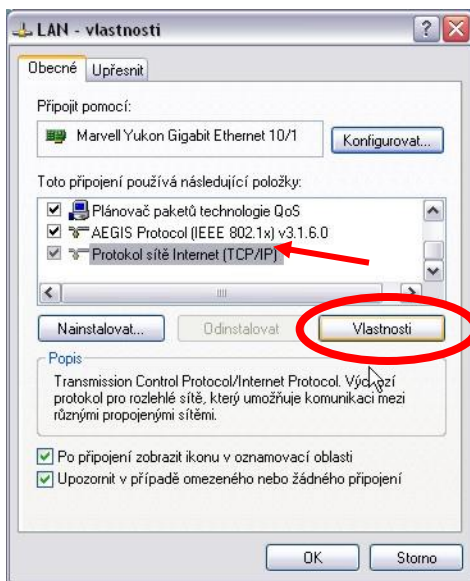 LAN - vlastnosti
Obecné Upřesnit
Připojit pomocí:
Marvell Yukon Gigabit Ethernet 10/1
Konfigurovat...
Toto připojení používá následující položky:
Plánovač paketů technologie QoS
AEGIS Protocol (IEEE 802.1x) v3.1.6.0
Protokol sítě Internet (TCP/IP)
Nainstalovat... Odinstalovat Vlastnosti
Popis
Transmission Control Protocol/Internet Protocol. Výchozí
protokol pro rozlehlé sítě, který umožňuje komunikaci mezi
různými propojenými sítěmi.
Po připojení zobrazit ikonu v oznamovací oblasti
Upozornit v případě omezeného nebo žádného připojení
OK Storno